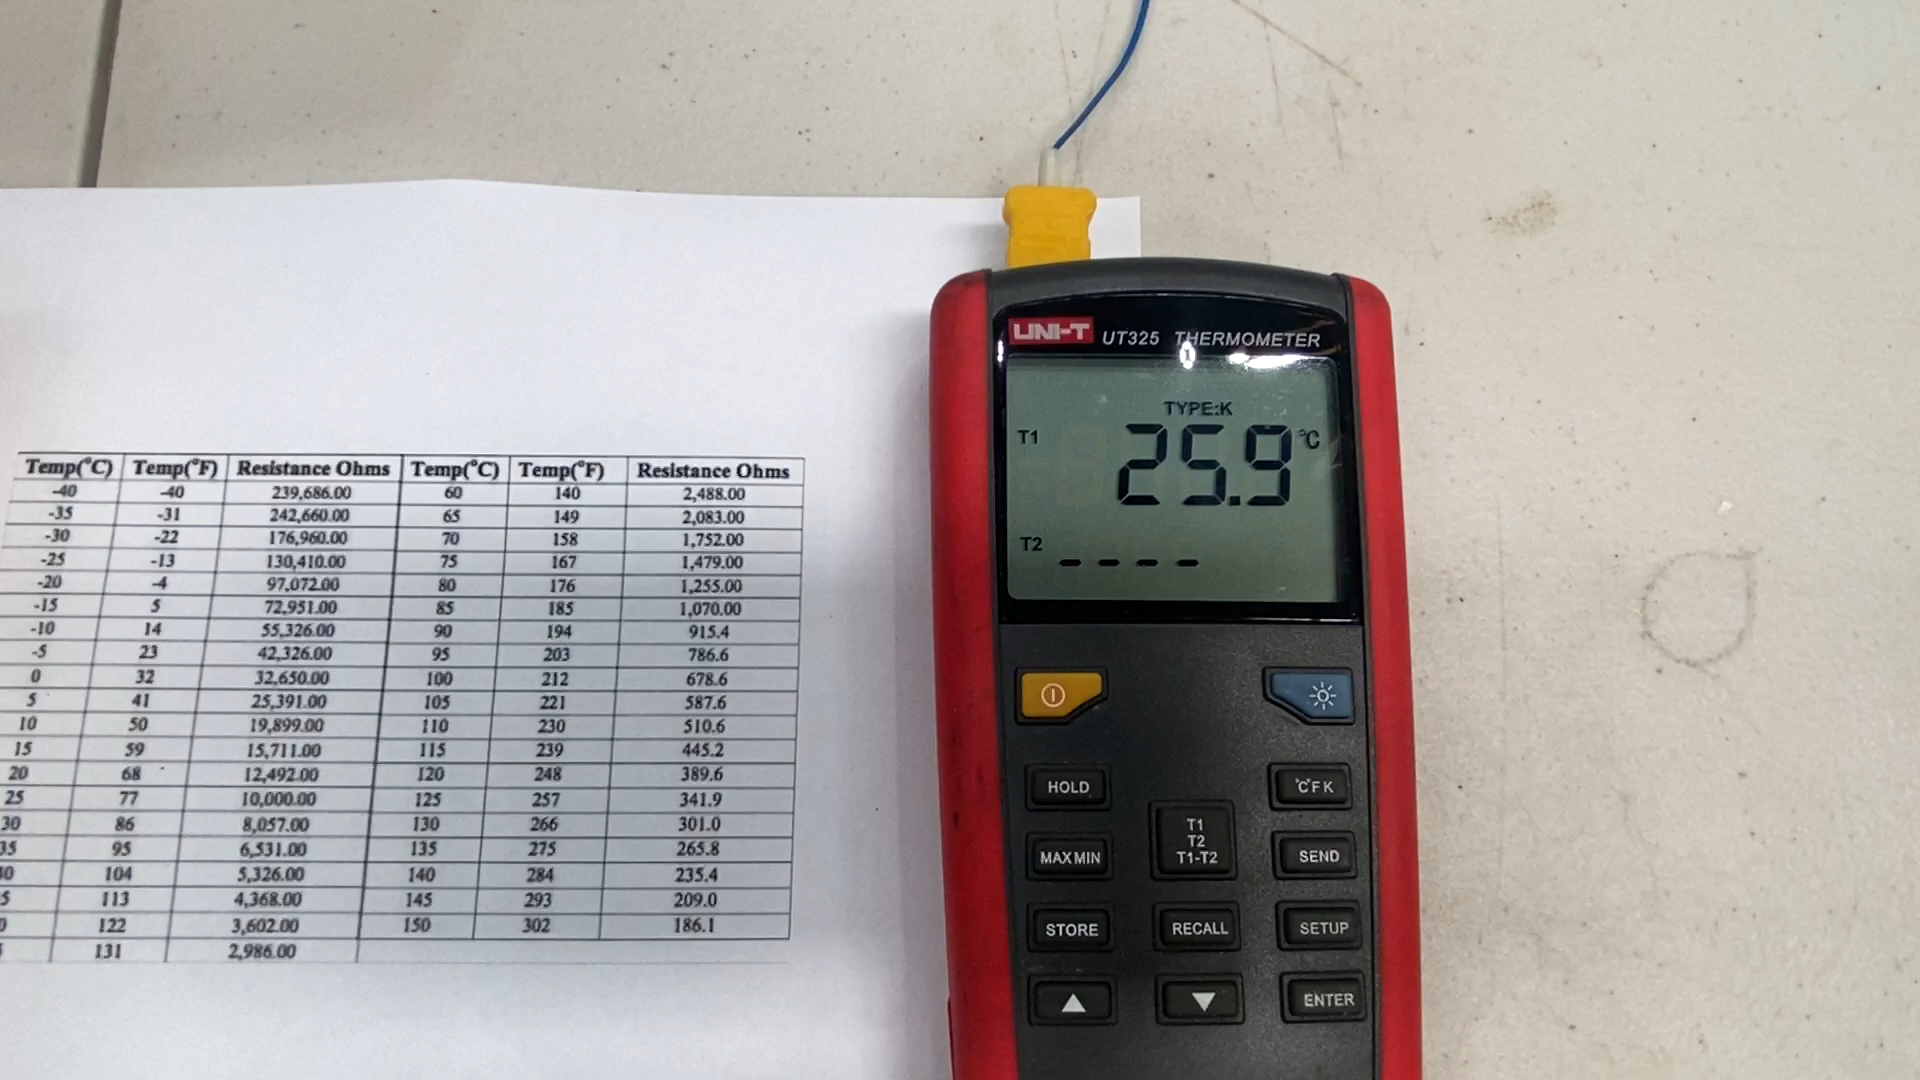 Temp(°C) Temp(°F) Resistance Ohms Temp(°C) Temp(°F) Resistance Ohms
-40 -40 239,686.00 60 140 2,488.00
-35 -31 242,660.00 65 149 2,083.00
-30 -22 176,960.00 70 158 1,752.00
-25 -13 130,410.00 75 167 1,479.00
-20 -4 97,072.00 80 176 1,255.00
-15 5 72,951.00 85 185 1,070.00
-10 14 55,326.00 90 194 915.4
-5 23 42,326.00 95 203 786.6
0 32 32,650.00 100 212 678.6
5 41 25,391.00 105 221 587.6
10 50 19,899.00 110 230 510.6
15 59 15,711.00 115 239 445.2
20 68 12,492.00 120 248 389.6
25 77 10,000.00 125 257 341.9
30 86 8,057.00 130 266 301.0
35 95 6,531.00 135 275 265.8
104 5,326.00 140 284 235.4
113 4,368.00 145 293 209.0
122 3,602.00 150 302 186.1
131 2,986.00
UNI-T UT325 THERMOMETER
TYPE:K
T1 25.9 °C
T2 ----
HOLD °C°F K
T1
T2
T1-T2
MAX MIN SEND
STORE RECALL SETUP
ENTER